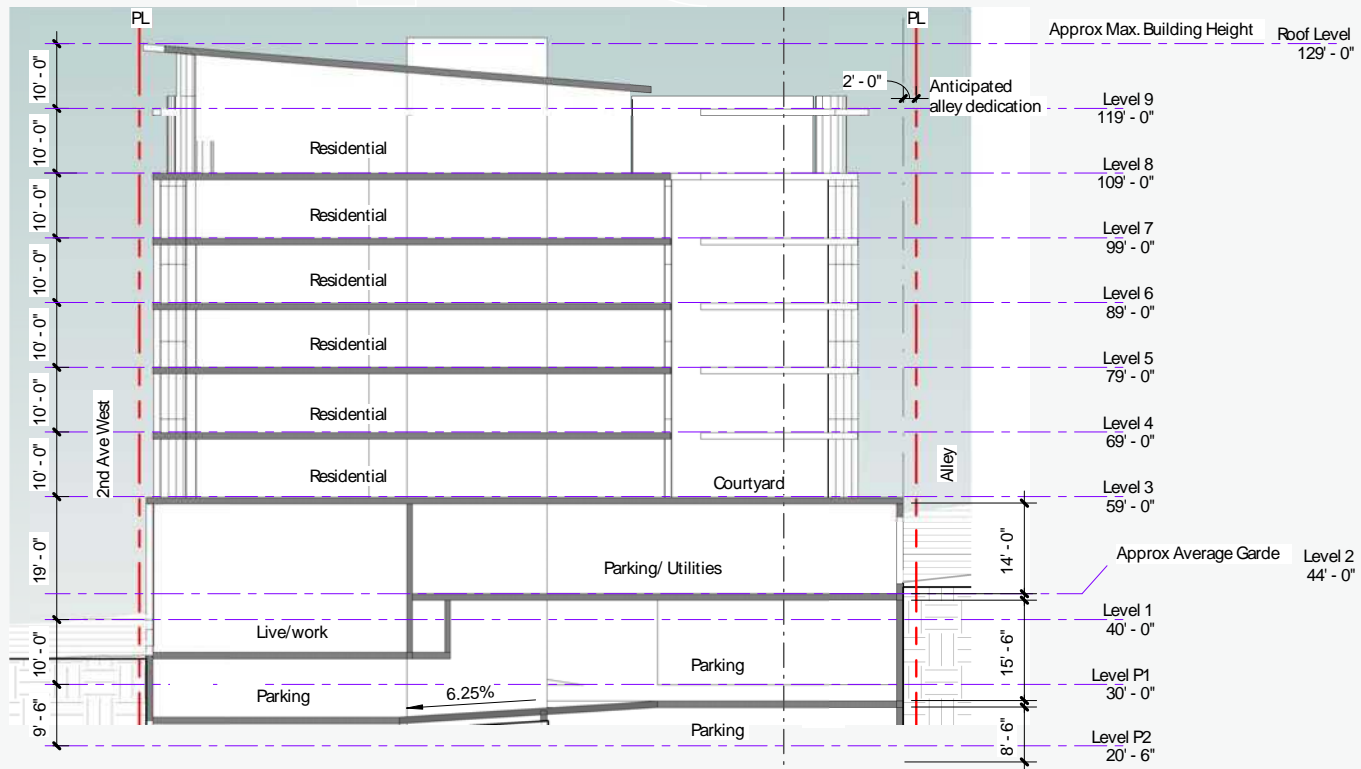 PL
PL
Approx Max. Building Height
Roof Level
129' - 0"
10' - 0"
2' - 0"
Anticipated
alley dedication
Level 9
119' - 0"
10' - 0"
Residential
Level 8
109' - 0"
10' - 0"
Residential
Level 7
99' - 0"
10' - 0"
Residential
Level 6
89' - 0"
10' - 0"
Residential
Level 5
79' - 0"
10' - 0"
Residential
Level 4
69' - 0"
10' - 0"
2nd Ave West
Residential
Courtyard
Alley
Level 3
59' - 0"
19' - 0"
Parking/ Utilities
14' - 0"
Approx Average Garde
Level 2
44' - 0"
Live/work
Level 1
40' - 0"
10' - 0"
15' - 6"
Parking
6.25%
Parking
Level P1
30' - 0"
9' - 6"
Parking
8' - 6"
Level P2
20' - 6"